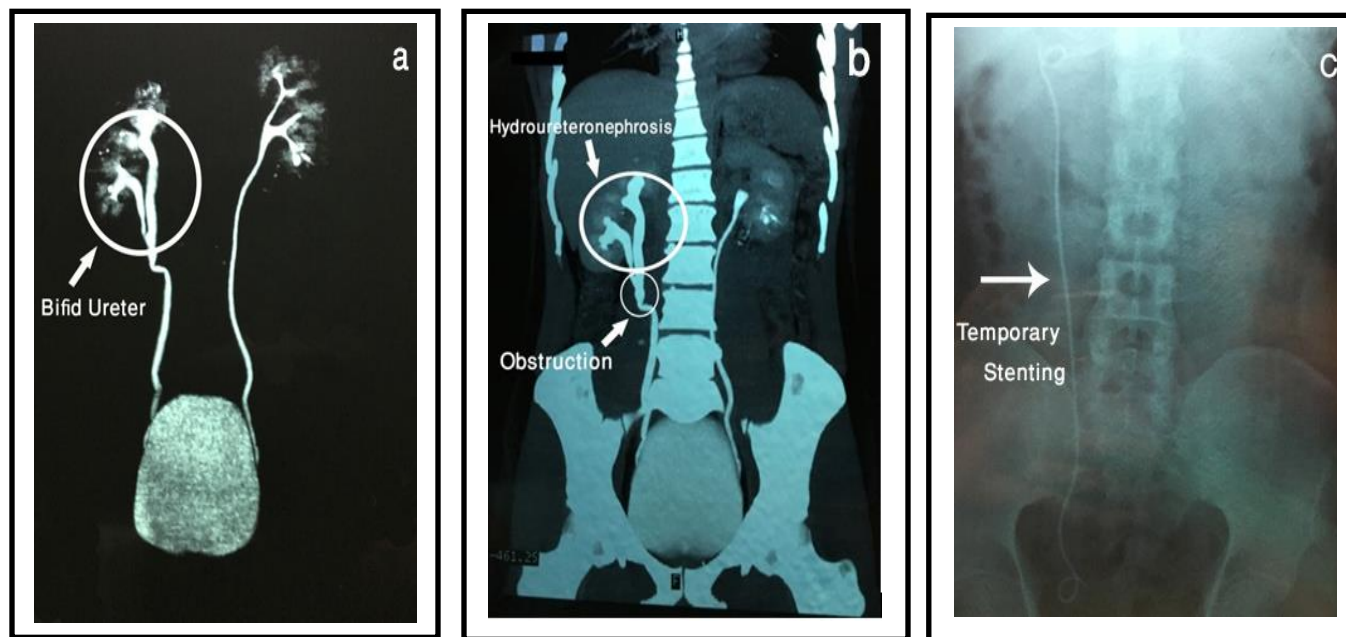 a
Bifid Ureter
H
b
Hydroureteronephrosis
Obstruction
-461.25
F
C
Temporary
Stenting